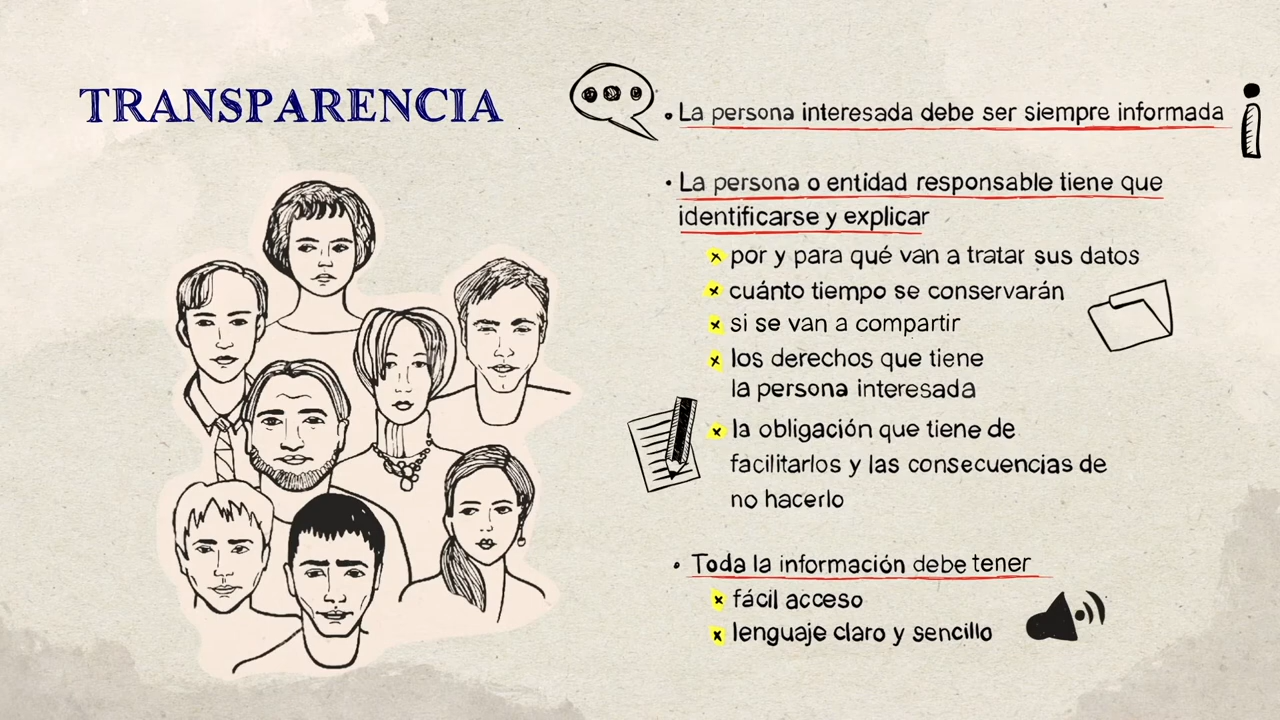 TRANSPARENCIA
• La persona interesada debe ser siempre informada
• La persona o entidad responsable tiene que
identificarse y explicar
x por y para qué van a tratar sus datos
x cuánto tiempo se conservarán
x si se van a compartir
x los derechos que tiene
la persona interesada
x la obligación que tiene de
facilitarlos y las consecuencias de
no hacerlo
• Toda la información debe tener
x fácil acceso
x lenguaje claro y sencillo